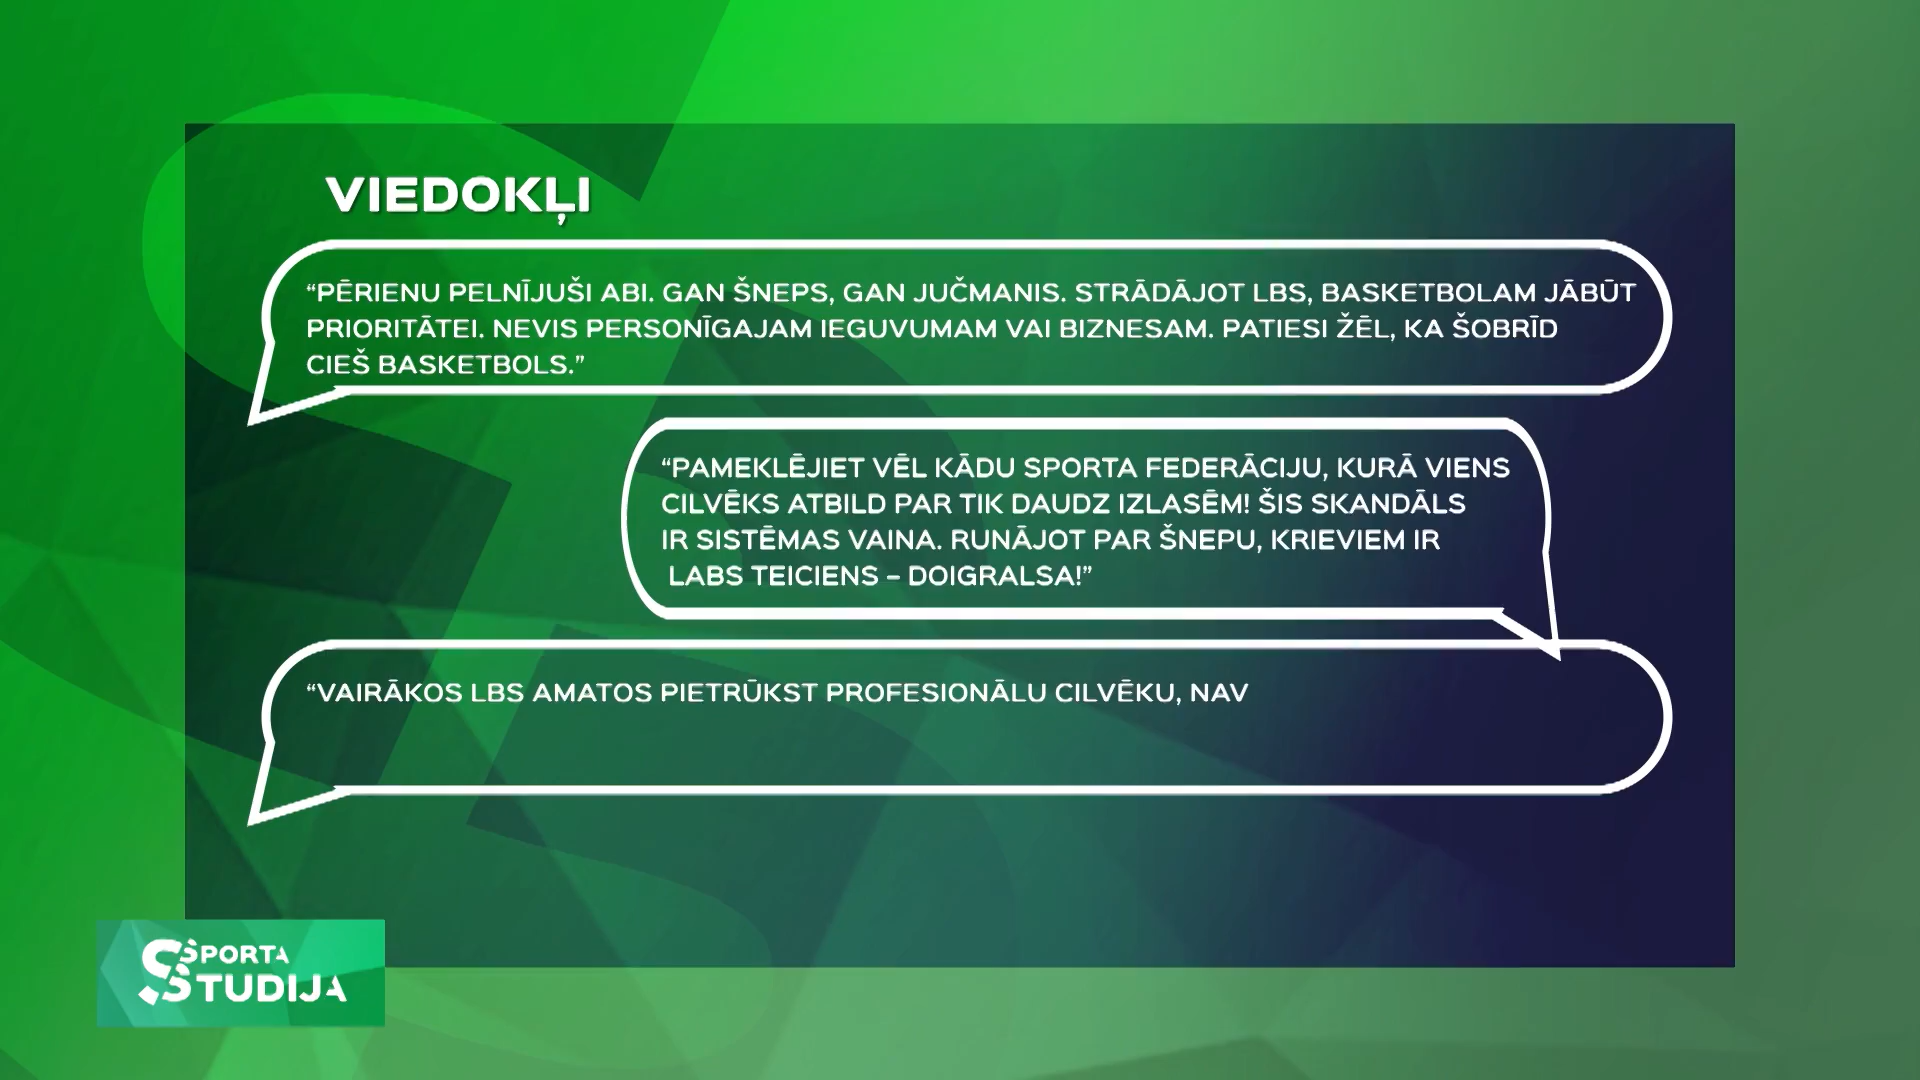 VIEDOKĻI
“PĒRIENU PELNĪJUŠI ABI. GAN ŠNEPS, GAN JUČMANIS. STRĀDĀJOT LBS, BASKETBOLAM JĀBŪT
PRIORITĀTEI. NEVIS PERSONĪGAJAM IEGUVUMAM VAI BIZNESAM. PATIESI ŽĒL, KA ŠOBRĪD
CIEŠ BASKETBOLS.”
“PAMEKLĒJIET VĒL KĀDU SPORTA FEDERĀCIJU, KURĀ VIENS
CILVĒKS ATBILD PAR TIK DAUDZ IZLASĒM! ŠIS SKANDĀLS
IR SISTĒMAS VAINA. RUNĀJOT PAR ŠNEPU, KRIEVIEM IR
LABS TEICIENS – DOIGRALSA!”
“VAIRĀKOS LBS AMATOS PIETRŪKST PROFESIONĀLU CILVĒKU, NAV
SPORTA
STUDIJA